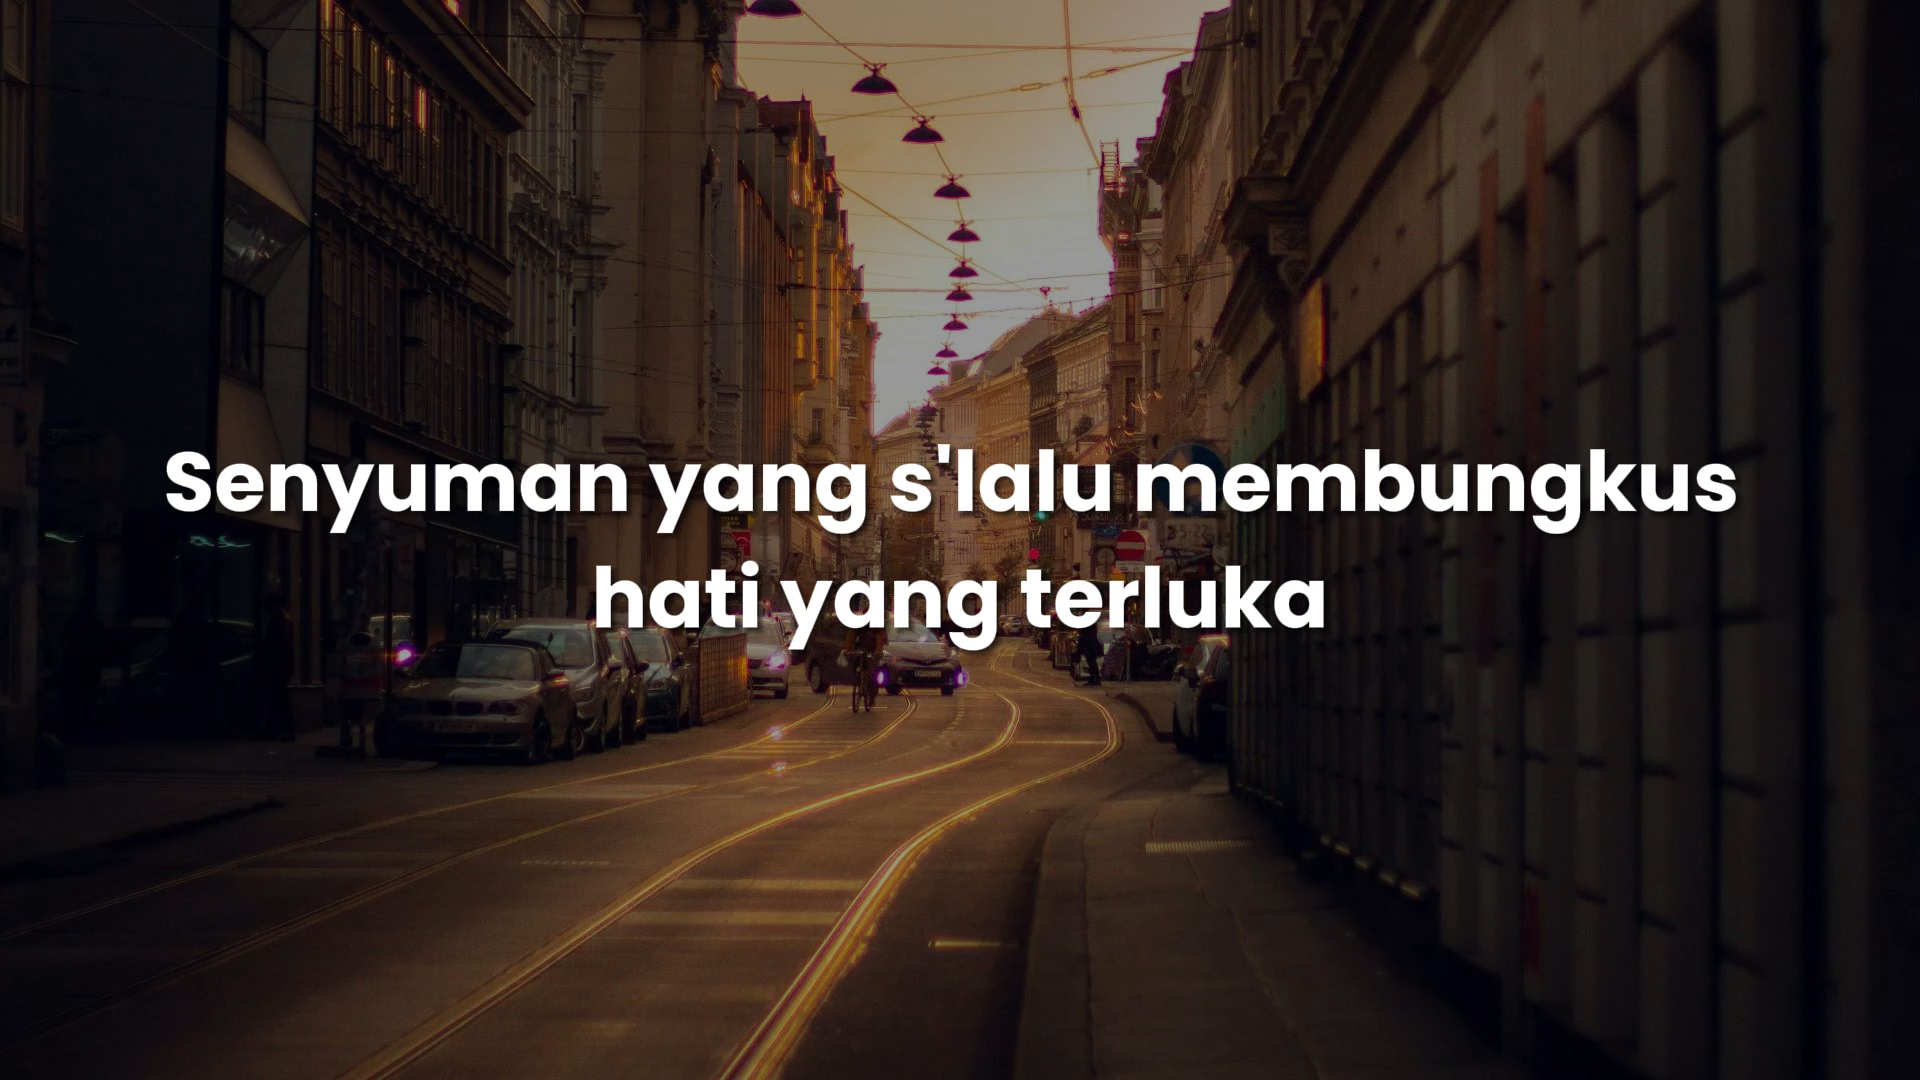 Senyuman yang s'lalu membungkus
hati yang terluka